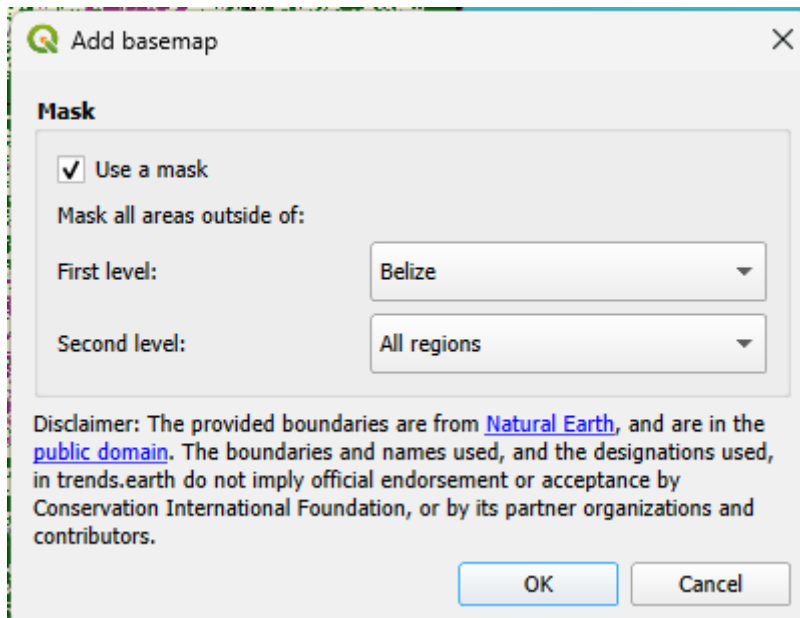 Add basemap
Mask
Use a mask
Mask all areas outside of:
First level: Belize
Second level: All regions
Disclaimer: The provided boundaries are from Natural Earth, and are in the
public domain. The boundaries and names used, and the designations used,
in trends.earth do not imply official endorsement or acceptance by
Conservation International Foundation, or by its partner organizations and
contributors.
OK Cancel